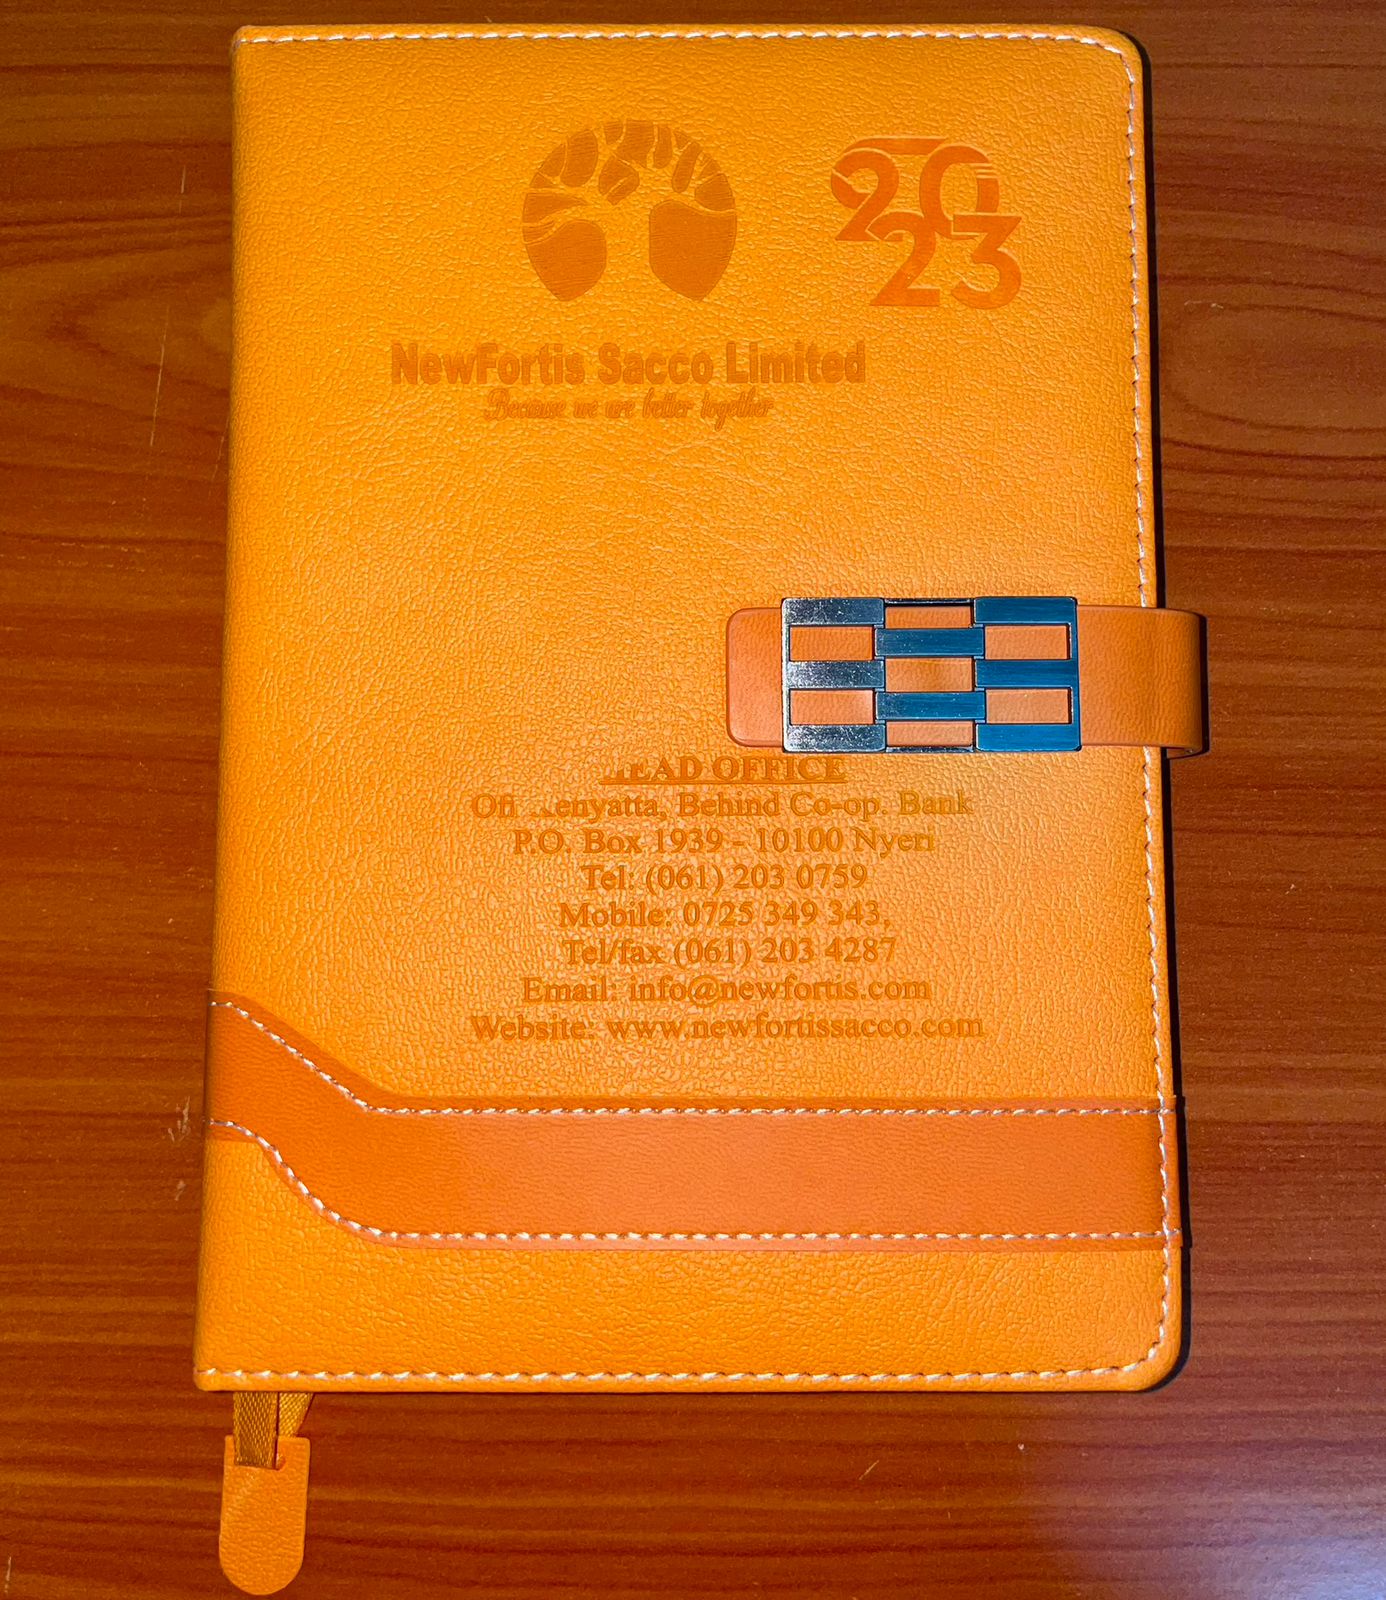 2023
NewFortis Sacco Limited
Because we are better together
HEAD OFFICE
Off Kenyatta, Behind Co-op. Bank
P.O. Box 1939 - 10100 Nyeri
Tel: (061) 203 0759
Mobile: 0725 349 343,
Tel/fax (061) 203 4287
Email: info@newfortis.com
Website: www.newfortissacco.com